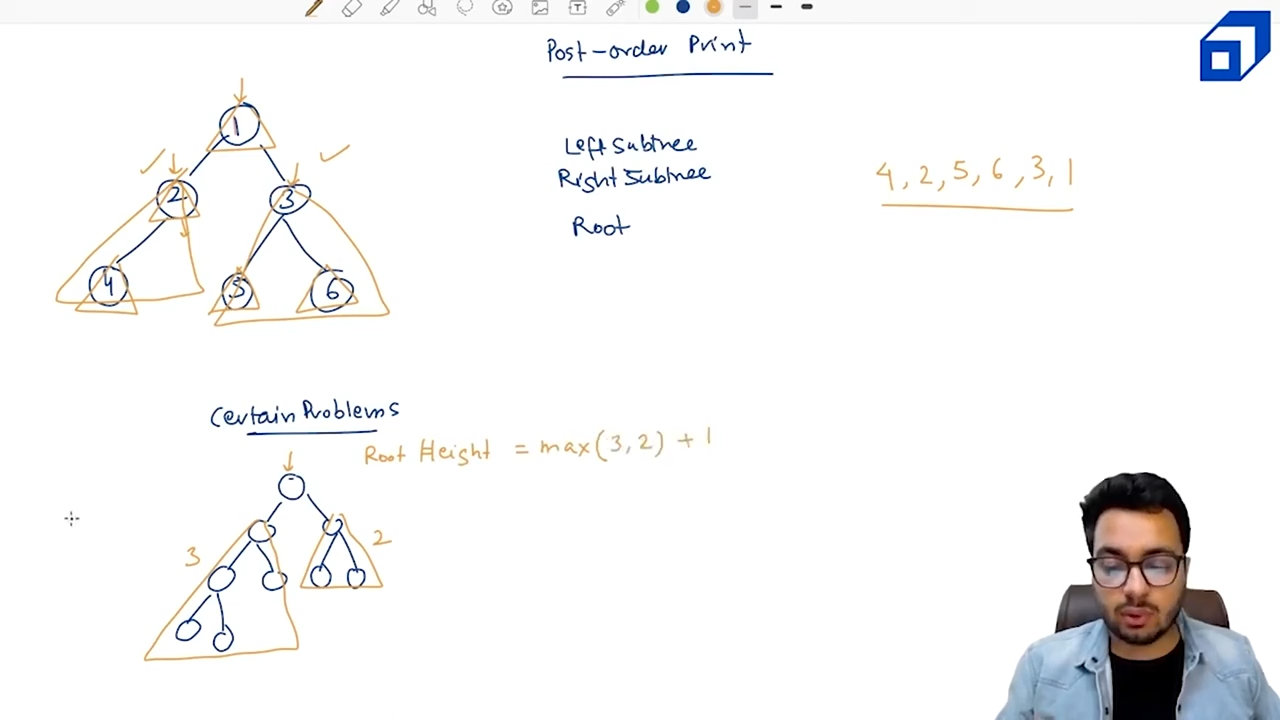 Post-order Print
1
2
3
4
5
6
Left Subtree
Right Subtree
Root
4, 2, 5, 6, 3, 1
Certain Problems
Root Height = max(3, 2) + 1
3
2